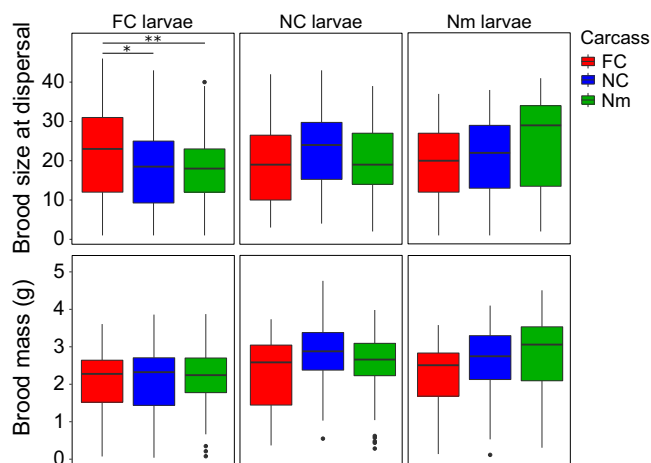 FC larvae NC larvae Nm larvae
Carcass
FC
NC
Nm
**
*
Brood size at dispersal
40
30
20
10
0
Brood mass (g)
5
4
3
2
1
0